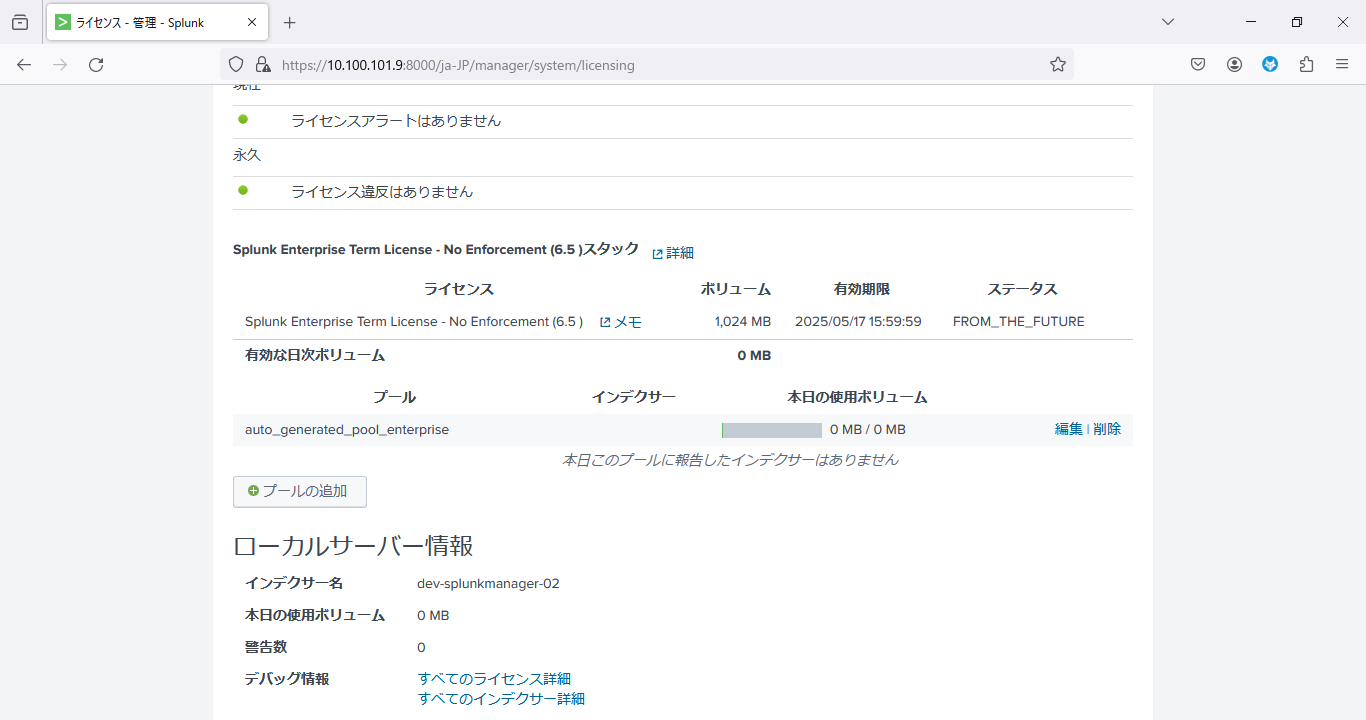 ライセンス - 管理 - Splunk
https://10.100.101.9:8000/ja-JP/manager/system/licensing
現在
ライセンスアラートはありません
永久
ライセンス違反はありません
Splunk Enterprise Term License - No Enforcement (6.5 )スタック 詳細
ライセンス ボリューム 有効期限 ステータス
Splunk Enterprise Term License - No Enforcement (6.5 ) メモ 1,024 MB 2025/05/17 15:59:59 FROM_THE_FUTURE
有効な日次ボリューム 0 MB
プール インデクサー 本日の使用ボリューム
auto_generated_pool_enterprise 0 MB / 0 MB 編集 | 削除
本日このプールに報告したインデクサーはありません
プールの追加
ローカルサーバー情報
インデクサー名 dev-splunkmanager-02
本日の使用ボリューム 0 MB
警告数 0
デバッグ情報 すべてのライセンス詳細
すべてのインデクサー詳細